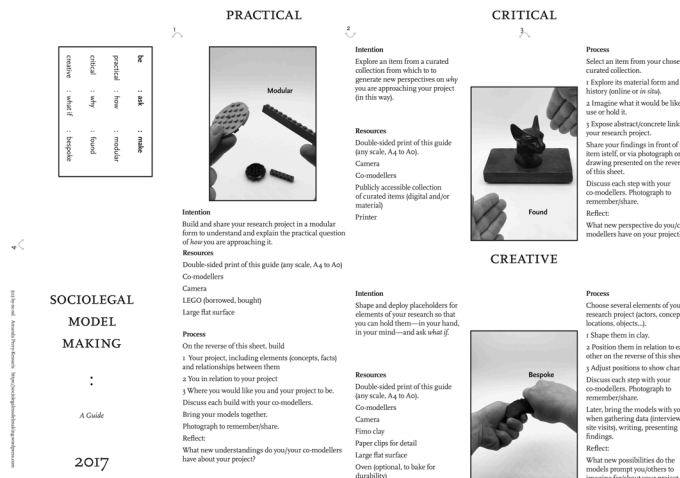 PRACTICAL
CRITICAL
1
2
3
4
be : ask : make
practical : how : modular
critical : why : found
creative : what if : bespoke
SOCIOLEGAL
MODEL
MAKING
:
A Guide
2017
Modular
Intention
Build and share your research project in a modular
form to understand and explain the practical question
of how you are approaching it.
Resources
Double-sided print of this guide (any scale, A4 to A0)
Co-modellers
Camera
LEGO (borrowed, bought)
Large flat surface
Process
On the reverse of this sheet, build
1 Your project, including elements (concepts, facts)
and relationships between them
2 You in relation to your project
3 Where you would like you and your project to be.
Discuss each build with your co-modellers.
Bring your models together.
Photograph to remember/share.
Reflect:
What new understandings do you/your co-modellers
have about your project?
Intention
Explore an item from a curated
collection from which to to
generate new perspectives on why
you are approaching your project
(in this way).
Resources
Double-sided print of this guide
(any scale, A4 to A0).
Camera
Co-modellers
Publicly accessible collection
of curated items (digital and/or
material)
Printer
Found
Process
Select an item from your chose
curated collection.
1 Explore its material form and
history (online or in situ).
2 Imagine what it would be like
use or hold it.
3 Expose abstract/concrete link
your research project.
Share your findings in front of
item istelf, or via photograph or
drawing presented on the rever
of this sheet.
Discuss each step with your
co-modellers. Photograph to
remember/share.
Reflect:
What new perspective do you/c
modellers have on your project
CREATIVE
Intention
Shape and deploy placeholders for
elements of your research so that
you can hold them—in your hand,
in your mind—and ask what if.
Resources
Double-sided print of this guide
(any scale, A4 to A0).
Co-modellers
Camera
Fimo clay
Paper clips for detail
Large flat surface
Oven (optional, to bake for
durability)
Bespoke
Process
Choose several elements of you
research project (actors, concep
locations, objects...).
1 Shape them in clay.
2 Position them in relation to ea
other on the reverse of this shee
3 Adjust positions to show chan
Discuss each step with your
co-modellers. Photograph to
remember/share.
Later, bring the models with yo
when gathering data (interview
site visits), writing, presenting
findings.
Reflect:
What new possibilities do the
models prompt you/others to